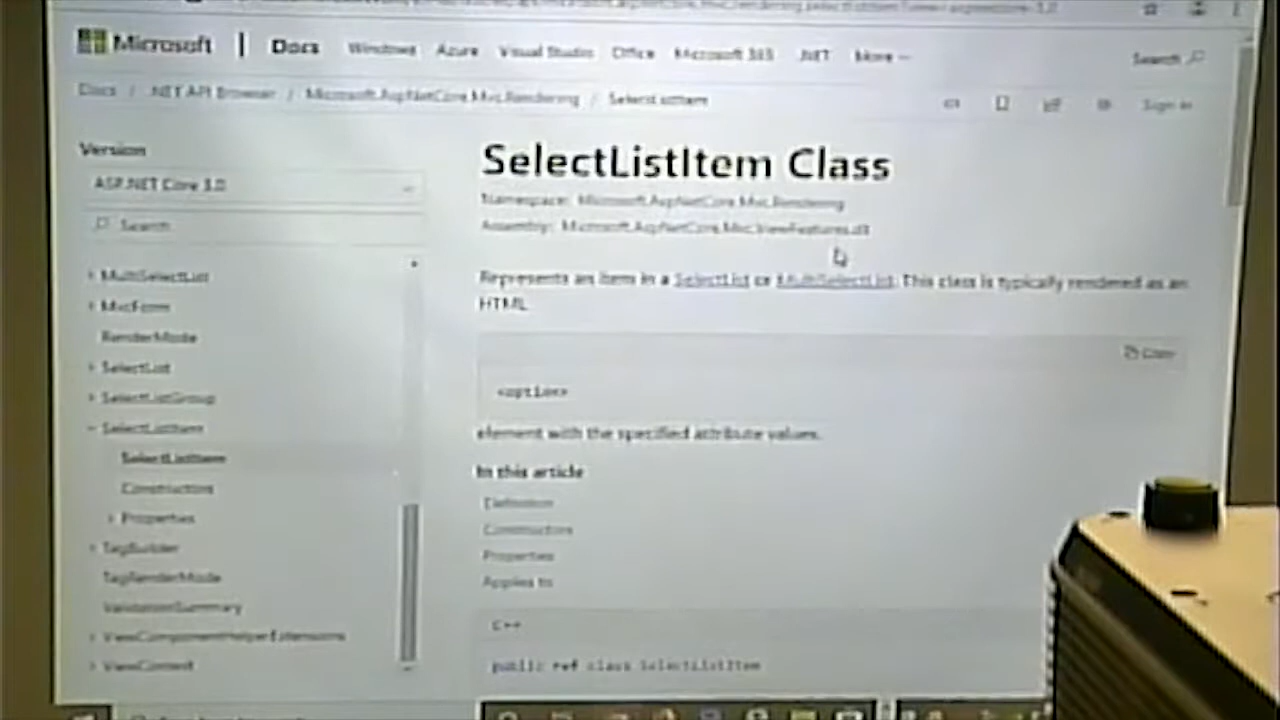 Microsoft | Docs Windows Azure Visual Studio Office Microsoft 365 .NET More
Search
Docs / .NET API Browser / Microsoft.AspNetCore.Mvc.Rendering / SelectListItem
Sign in
Version
ASP.NET Core 3.0
Search
MultiSelectList
MvcForm
RenderMode
SelectList
SelectListGroup
SelectListItem
SelectListItem
Constructors
Properties
TagBuilder
TagRenderMode
ValidationSummary
ViewComponentHelperExtensions
ViewContext
SelectListItem Class
Namespace: Microsoft.AspNetCore.Mvc.Rendering
Assembly: Microsoft.AspNetCore.Mvc.ViewFeatures.dll
Represents an item in a SelectList or MultiSelectList. This class is typically rendered as an
HTML
Copy
<option>
element with the specified attribute values.
In this article
Definition
Constructors
Properties
Applies to
C++
public ref class SelectListItem